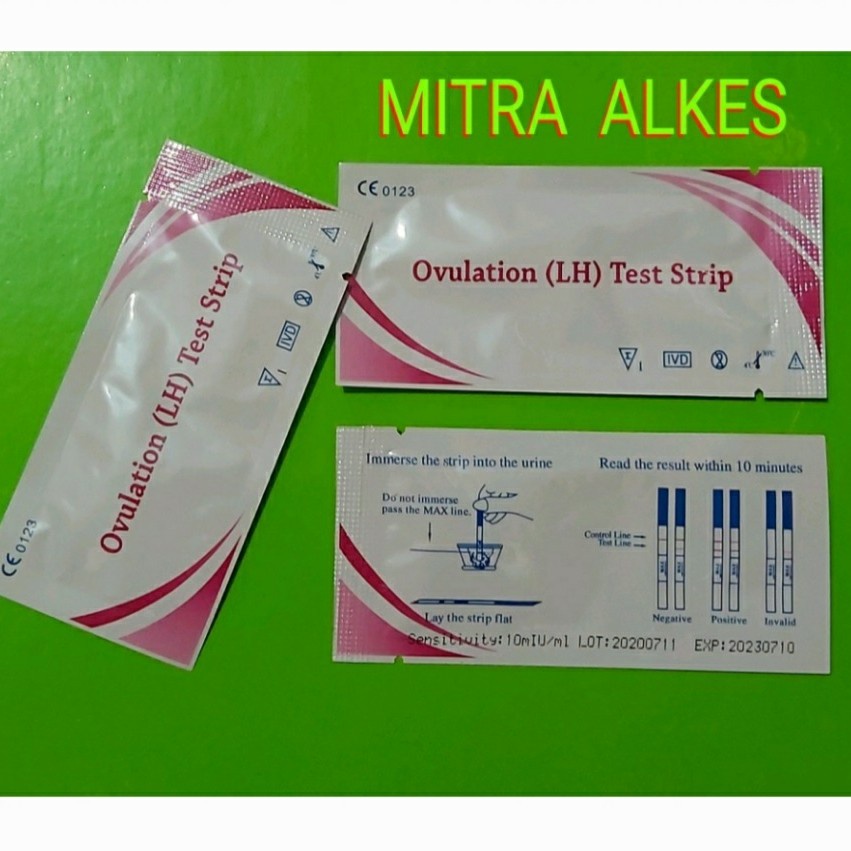 MITRA ALKES
CE 0123
Ovulation (LH) Test Strip
IVD
Ovulation (LH) Test Strip
IVD
CE 0123
Immerse the strip into the urine
Read the result within 10 minutes
Do not immerse
pass the MAX line.
Control Line
Test Line
Negative
Positive
Invalid
Lay the strip flat
Sensitivity:10mIU/ml LOT:20200711 EXP:20230710